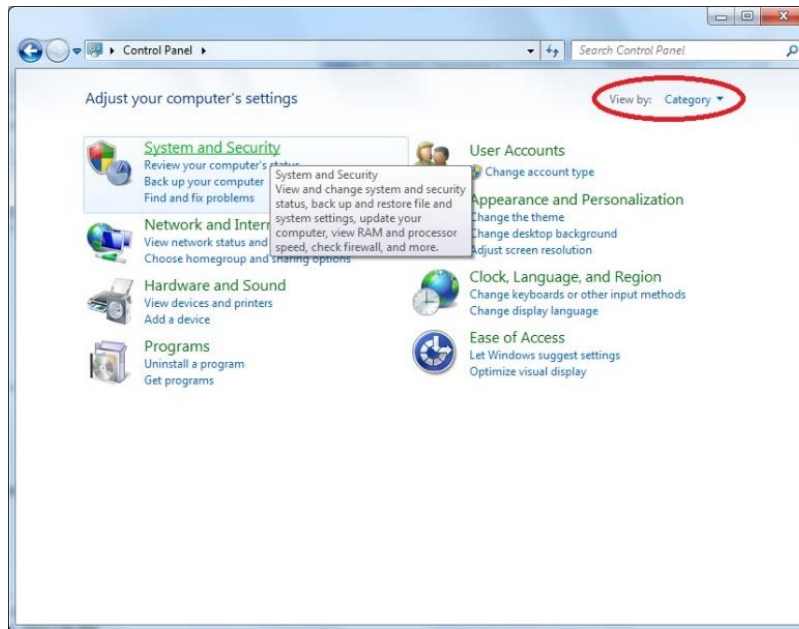 Control Panel
Search Control Panel
Adjust your computer's settings
View by: Category
System and Security
Review your computer's status
Back up your computer
Find and fix problems
System and Security
View and change system and security
status, back up and restore file and
system settings, update your
computer, view RAM and processor
speed, check firewall, and more.
Network and Inter
View network status and
Choose homegroup and sharing options
Hardware and Sound
View devices and printers
Add a device
Programs
Uninstall a program
Get programs
User Accounts
Change account type
Appearance and Personalization
Change the theme
Change desktop background
Adjust screen resolution
Clock, Language, and Region
Change keyboards or other input methods
Change display language
Ease of Access
Let Windows suggest settings
Optimize visual display